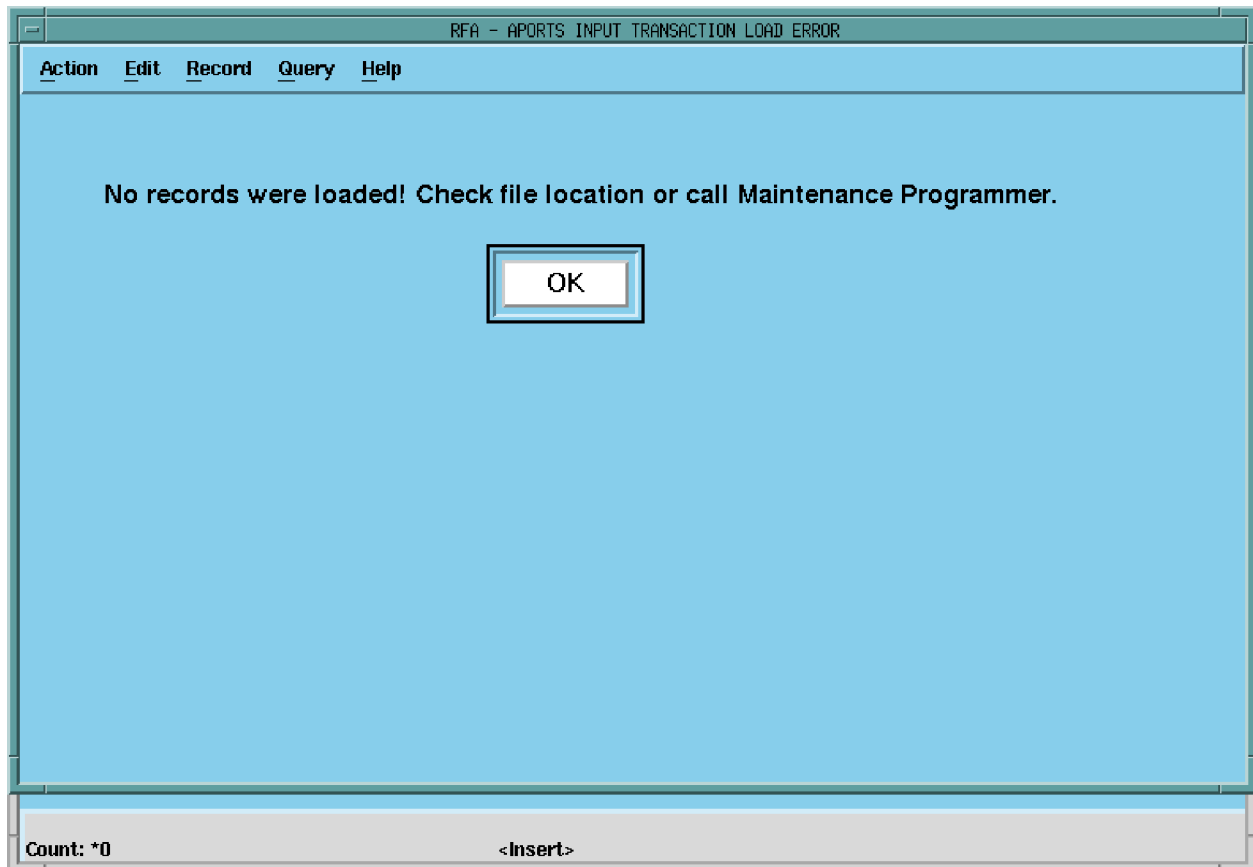 RFA - APORTS INPUT TRANSACTION LOAD ERROR
Action Edit Record Query Help
No records were loaded! Check file location or call Maintenance Programmer.
OK
Count: *0 <Insert>